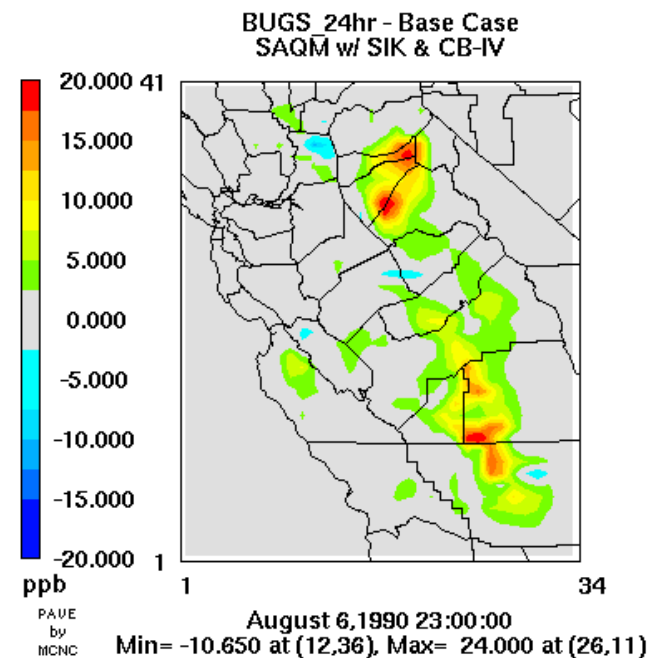 BUGS_24hr - Base Case
SAQM w/ SIK & CB-IV
20.000 41
15.000
10.000
5.000
0.000
-5.000
-10.000
-15.000
-20.000 1
ppb 1 34
PAVE
by
MCNC
August 6,1990 23:00:00
Min= -10.650 at (12,36), Max= 24.000 at (26,11)